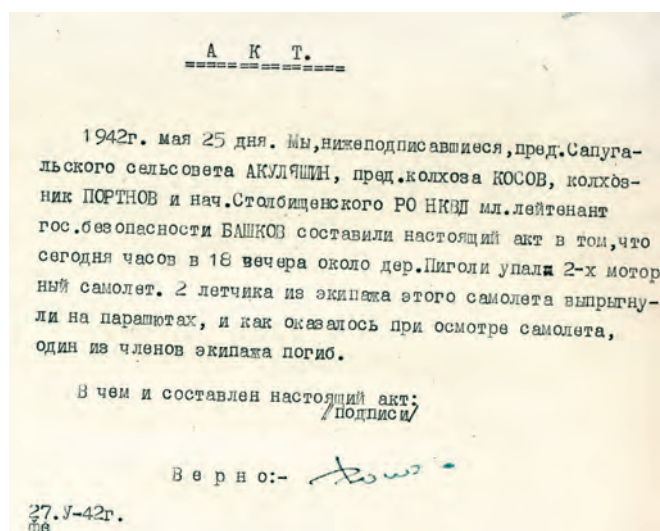 А К Т.
===============
1942г. мая 25 дня. Мы,нижеподписавшиеся,пред.Сапуга-
льского сельсовета АКУЛЯШИН, пред.колхоза КОСОВ, колхоз-
ник ПОРТНОВ и нач.Столбищенского РО НКВД мл.лейтенант
гос.безопасности БАШКОВ составили настоящий акт в том,что
сегодня часов в 18 вечера около дер.Пиголи упала 2-х мотор
ный самолет. 2 летчика из экипажа этого самолета выпрыгну-
ли на парашютах, и как оказалось при осмотре самолета,
один из членов экипажа погиб.
В чем и составлен настоящий акт:
/подписи/
В е р н о:-
27.У-42г.
фв